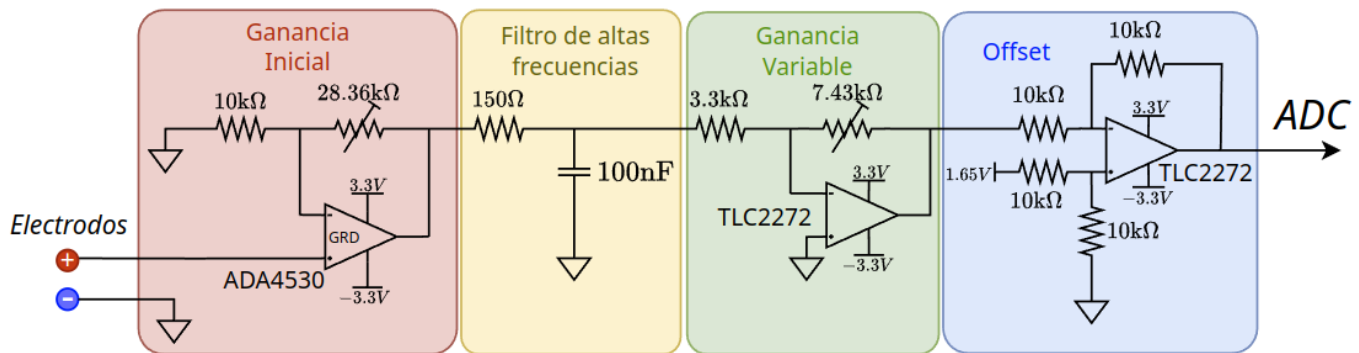 Ganancia
Inicial
10kΩ
28.36kΩ
3.3V
GRD
-3.3V
ADA4530
Electrodos
+
-
Filtro de altas
frecuencias
150Ω
100nF
Ganancia
Variable
3.3kΩ
7.43kΩ
3.3V
TLC2272
-3.3V
Offset
10kΩ
10kΩ
3.3V
1.65V
10kΩ
TLC2272
-3.3V
10kΩ
ADC